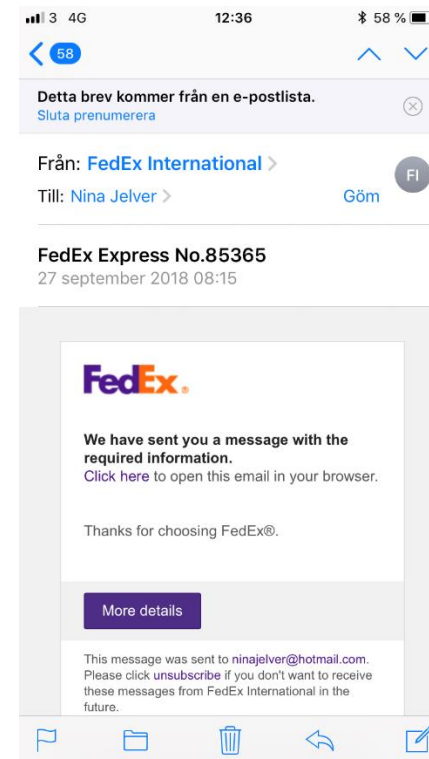 3 4G 12:36 58 %
58
Detta brev kommer från en e-postlista.
Sluta prenumerera
Från: FedEx International
FI
Till: Nina Jelver Göm
FedEx Express No.85365
27 september 2018 08:15
FedEx.
We have sent you a message with the
required information.
Click here to open this email in your browser.
Thanks for choosing FedEx®.
More details
This message was sent to ninajelver@hotmail.com.
Please click unsubscribe if you don't want to receive
these messages from FedEx International in the
future.